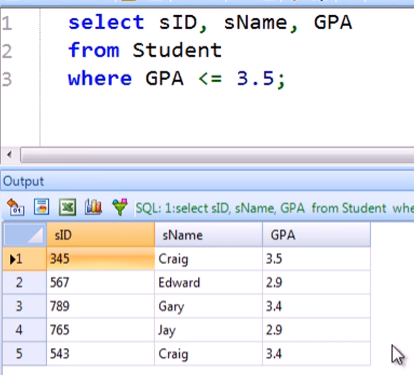 1 select sID, sName, GPA
2 from Student
3 where GPA <= 3.5;
Output
SQL: 1:select sID, sName, GPA from Student whe
sID sName GPA
1 345 Craig 3.5
2 567 Edward 2.9
3 789 Gary 3.4
4 765 Jay 2.9
5 543 Craig 3.4